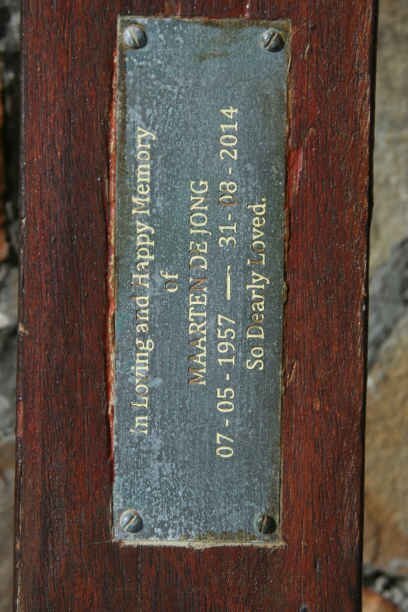 In Loving and Happy Memory
of
MAARTEN DE JONG
07 - 05 - 1957 — 31 - 08 - 2014
So Dearly Loved.